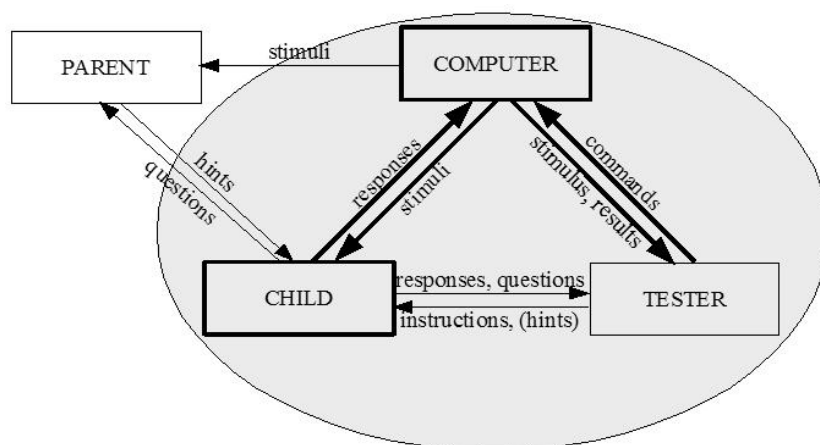 stimuli
PARENT
COMPUTER
hints
questions
responses
stimuli
commands
stimulus, results
CHILD
responses, questions
instructions, (hints)
TESTER